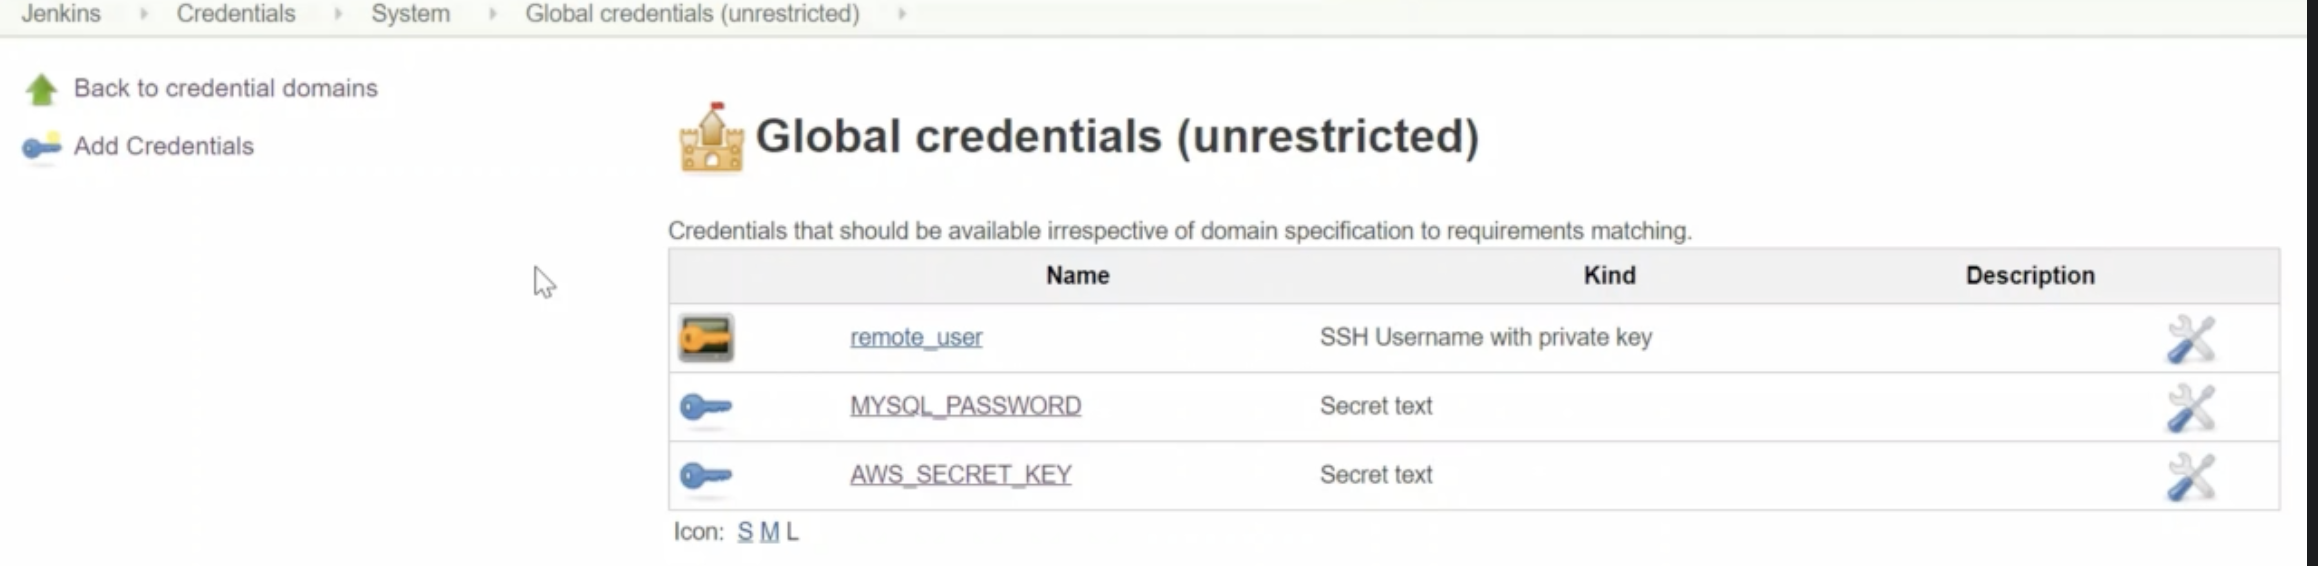 Jenkins Credentials System Global credentials (unrestricted)
Back to credential domains
Add Credentials
Global credentials (unrestricted)
Credentials that should be available irrespective of domain specification to requirements matching.
Name Kind Description
remote_user SSH Username with private key
MYSQL_PASSWORD Secret text
AWS_SECRET_KEY Secret text
Icon: S M L